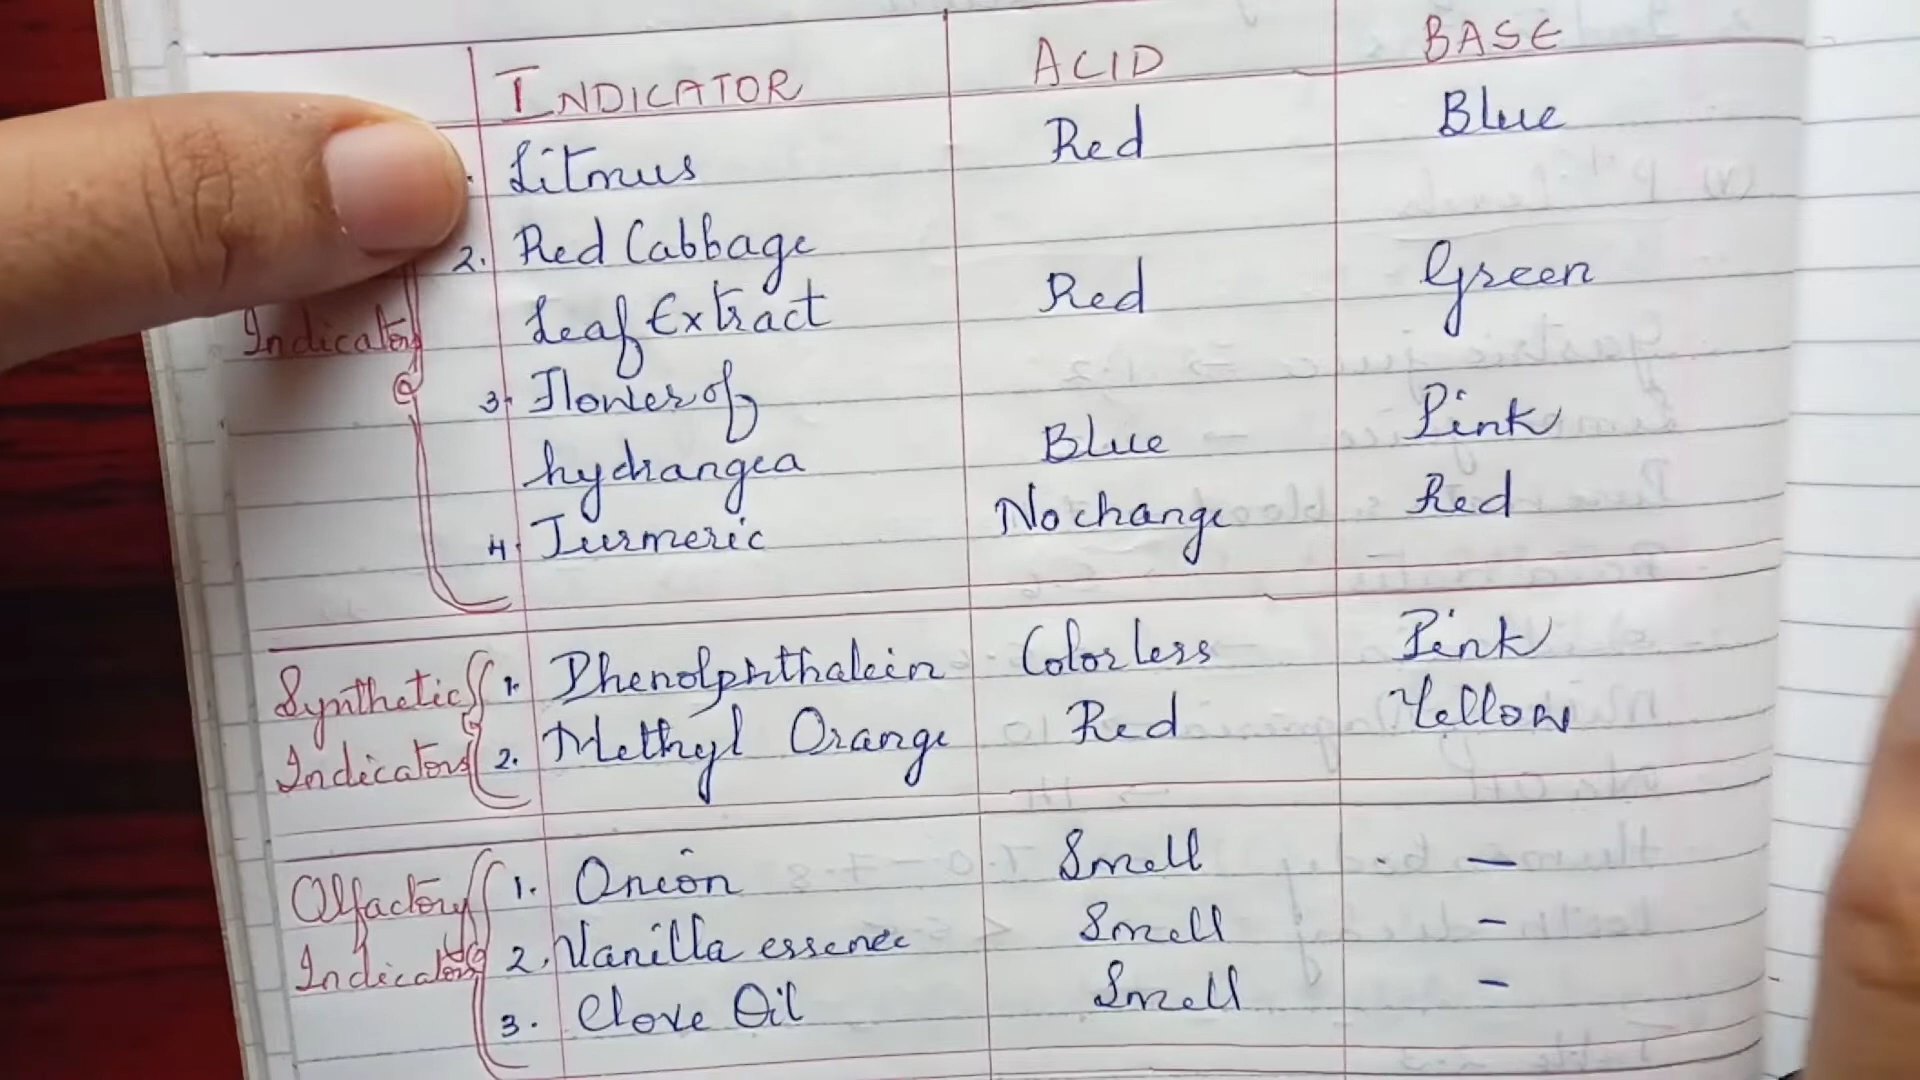 INDICATOR ACID BASE
Litmus Red Blue
2. Red Cabbage
Leaf Extract Red Green
Indicators
3. Flower of
hydrangea Blue Pink
4. Turmeric No change Red
Synthetic 1. Phenolphthalein Colorless Pink
Indicators 2. Methyl Orange Red Yellow
Olfactory 1. Onion Smell —
Indicators 2. Vanilla essence Smell -
3. Clove Oil Smell -